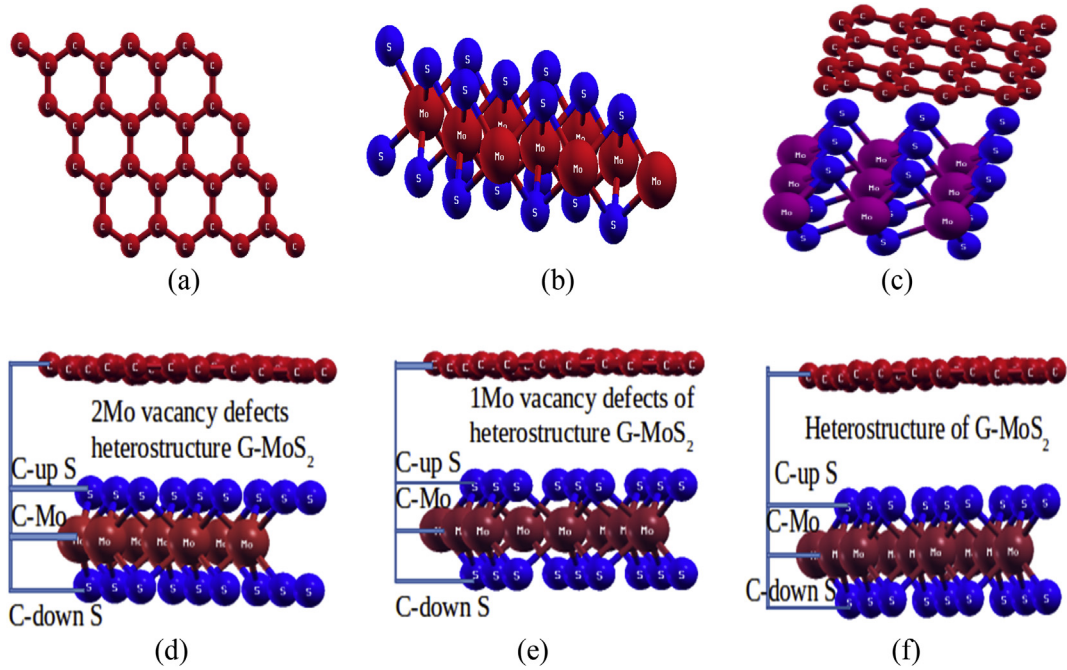 (a)
(b)
(c)
2Mo vacancy defects
heterostructure G-MoS₂
C-up S
C-Mo
C-down S
(d)
1Mo vacancy defects of
heterostructure G-MoS₂
C-up S
C-Mo
C-down S
(e)
Heterostructure of G-MoS₂
C-up S
C-Mo
C-down S
(f)